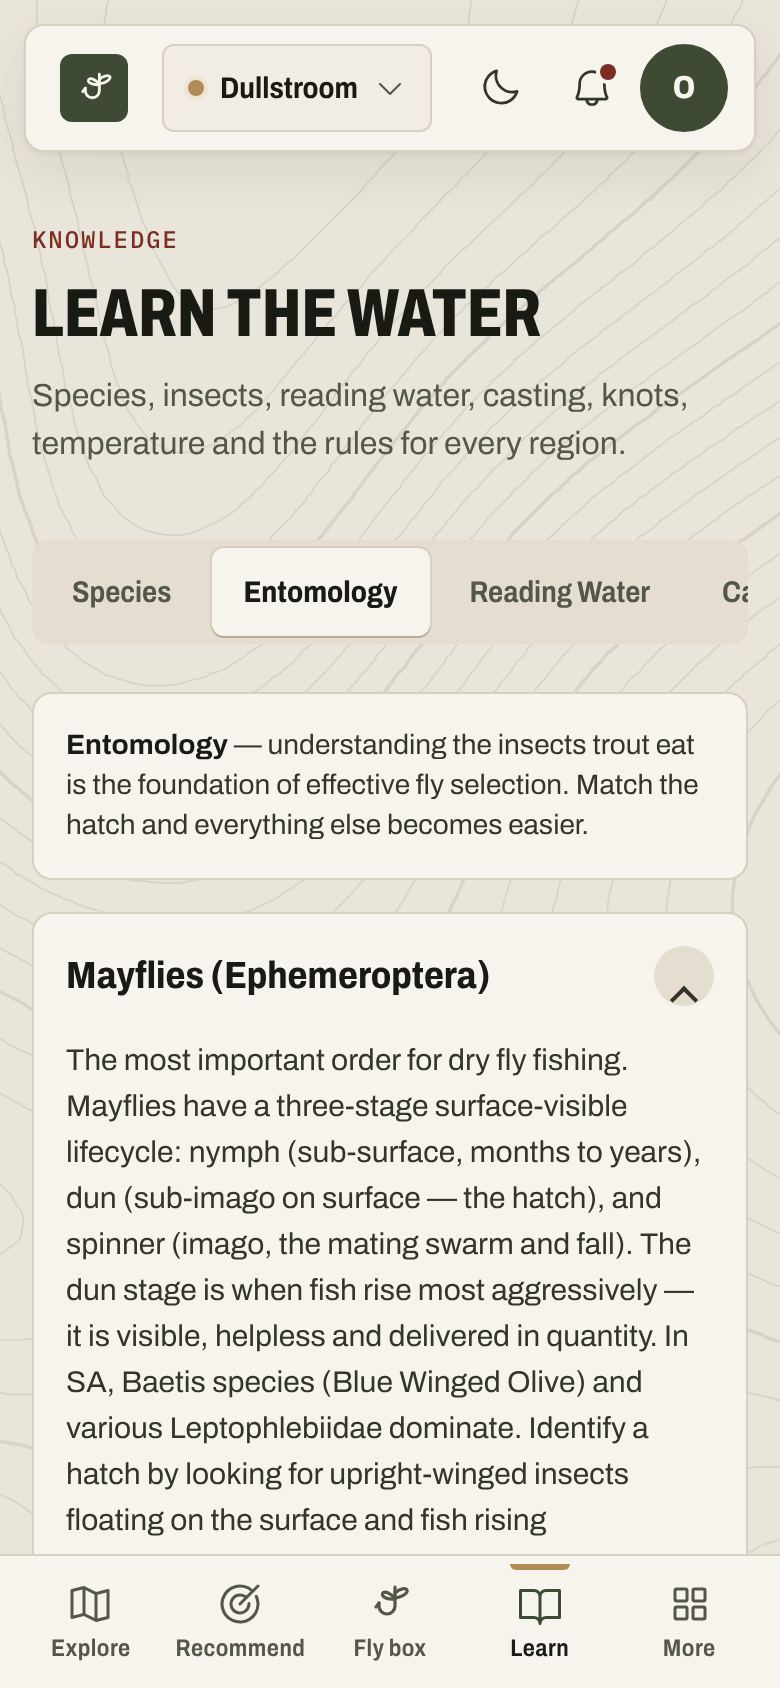 Dullstroom
O
KNOWLEDGE
LEARN THE WATER
Species, insects, reading water, casting, knots,
temperature and the rules for every region.
Species Entomology Reading Water Ca
Entomology — understanding the insects trout eat
is the foundation of effective fly selection. Match the
hatch and everything else becomes easier.
Mayflies (Ephemeroptera)
The most important order for dry fly fishing.
Mayflies have a three-stage surface-visible
lifecycle: nymph (sub-surface, months to years),
dun (sub-imago on surface — the hatch), and
spinner (imago, the mating swarm and fall). The
dun stage is when fish rise most aggressively —
it is visible, helpless and delivered in quantity. In
SA, Baetis species (Blue Winged Olive) and
various Leptophlebiidae dominate. Identify a
hatch by looking for upright-winged insects
floating on the surface and fish rising
Explore Recommend Fly box Learn More